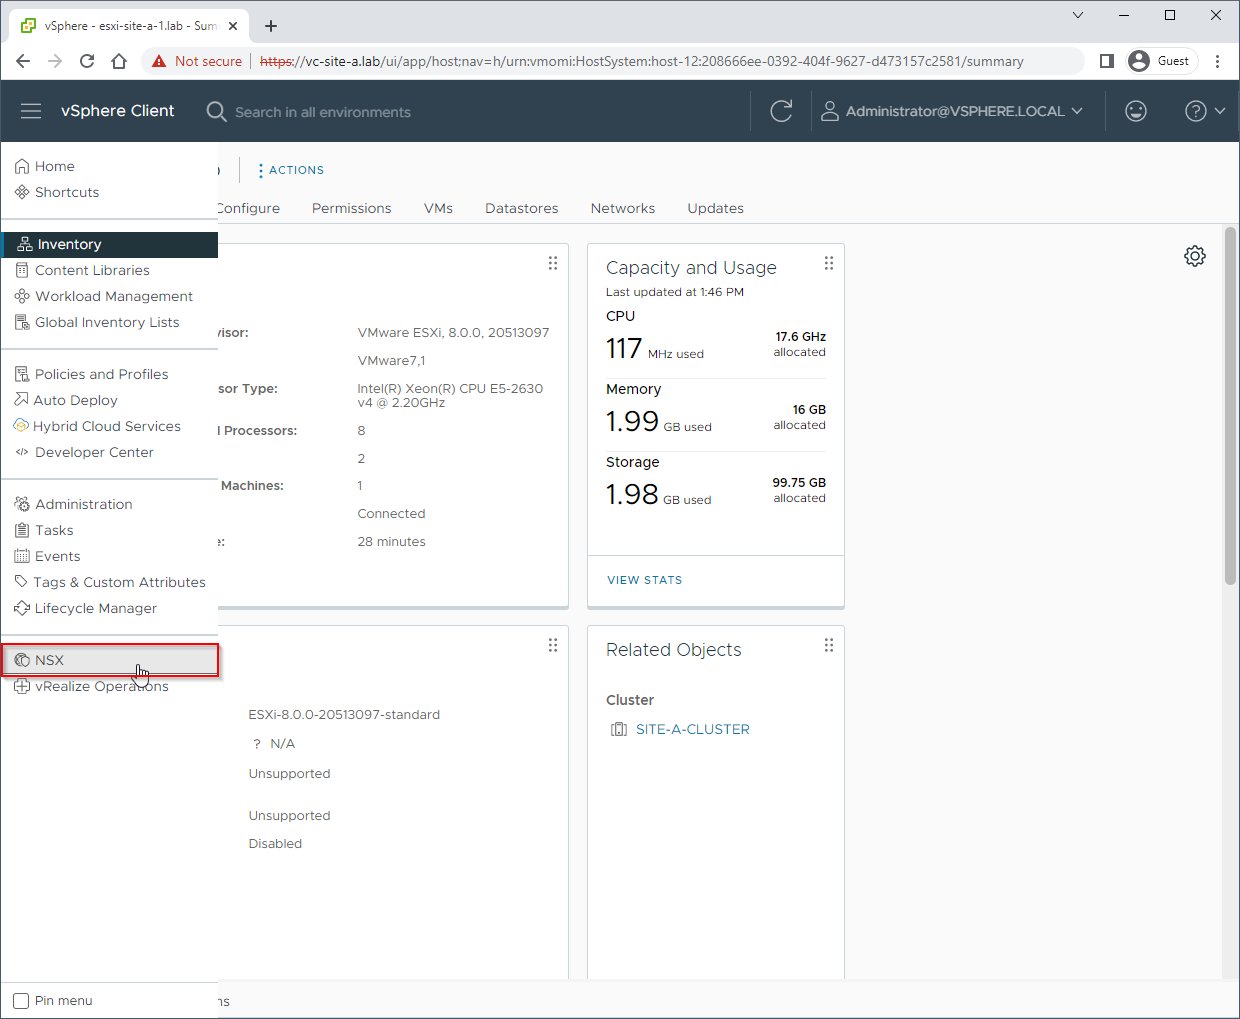 vSphere - esxi-site-a-1.lab - Sum
Not secure
https://vc-site-a.lab/ui/app/host;nav=h/urn:vmomi:HostSystem:host-12:208666ee-0392-404f-9627-d473157c2581/summary
Guest
vSphere Client
Search in all environments
Administrator@VSPHERE.LOCAL
Home
Shortcuts
Inventory
Content Libraries
Workload Management
Global Inventory Lists
Policies and Profiles
Auto Deploy
Hybrid Cloud Services
Developer Center
Administration
Tasks
Events
Tags & Custom Attributes
Lifecycle Manager
NSX
vRealize Operations
Pin menu
ACTIONS
Configure
Permissions
VMs
Datastores
Networks
Updates
visor:
VMware ESXi, 8.0.0, 20513097
VMware7,1
sor Type:
Intel(R) Xeon(R) CPU E5-2630
v4 @ 2.20GHz
l Processors:
8
2
Machines:
1
Connected
e:
28 minutes
Capacity and Usage
Last updated at 1:46 PM
CPU
117 MHz used
17.6 GHz
allocated
Memory
1.99 GB used
16 GB
allocated
Storage
1.98 GB used
99.75 GB
allocated
VIEW STATS
ESXi-8.0.0-20513097-standard
? N/A
Unsupported
Unsupported
Disabled
Related Objects
Cluster
SITE-A-CLUSTER
ns